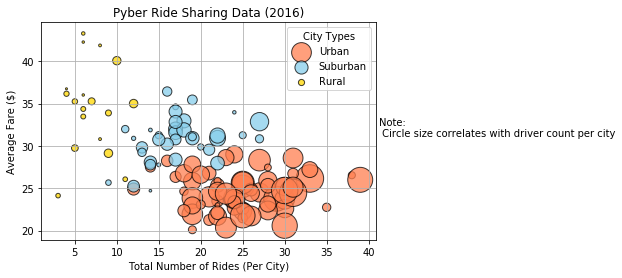 Pyber Ride Sharing Data (2016)
City Types
Urban
Suburban
Rural
40
35
30
25
20
Average Fare ($)
5 10 15 20 25 30 35 40
Total Number of Rides (Per City)
Note:
Circle size correlates with driver count per city